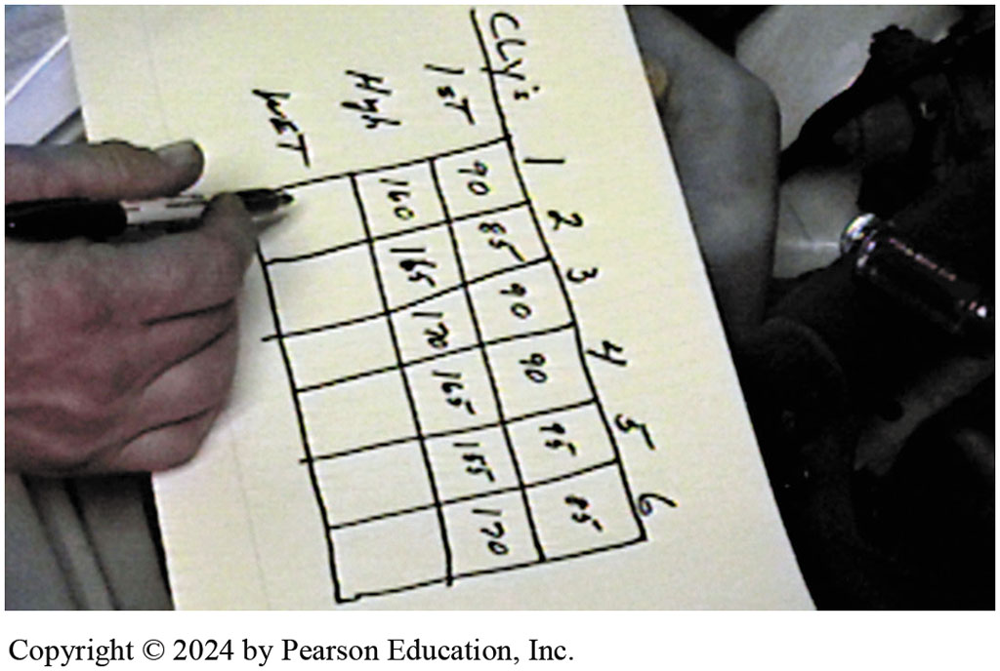 CLY's 1 2 3 4 5 6
1ST 90 85 90 90 95 85
High 160 165 170 165 155 170
WET
Copyright © 2024 by Pearson Education, Inc.